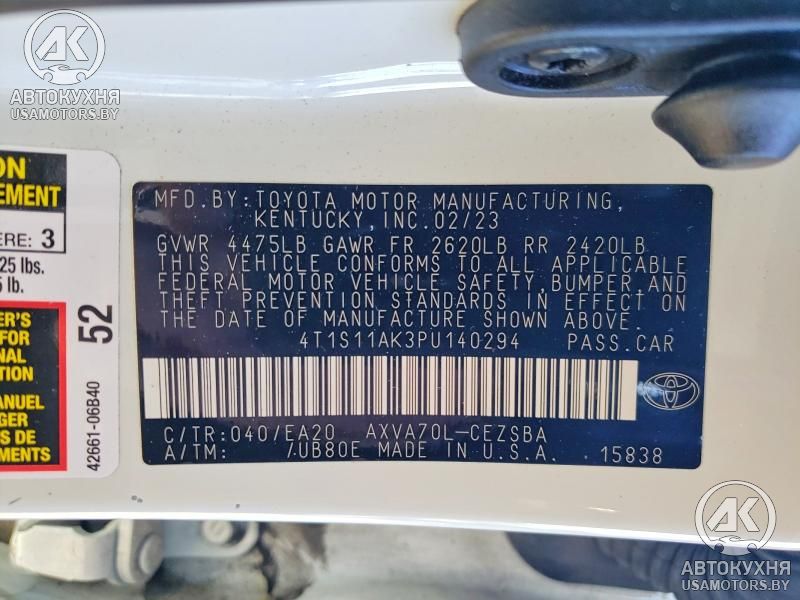 AK
АВТОКУХНЯ
USAMOTORS.BY
ON
EMENT
ERE: 3
25 lbs.
5 lb.
ER'S
FOR
NAL
TION
ANUEL
GER
S DE
EMENTS
52
42661-06B40
MFD. BY: TOYOTA MOTOR MANUFACTURING,
KENTUCKY, INC. 02/23
GVWR 4475LB GAWR FR 2620LB RR 2420LB
THIS VEHICLE CONFORMS TO ALL APPLICABLE
FEDERAL MOTOR VEHICLE SAFETY, BUMPER, AND
THEFT PREVENTION STANDARDS IN EFFECT ON
THE DATE OF MANUFACTURE SHOWN ABOVE.
4T1S11AK3PU140294 PASS.CAR
C/TR: 040/EA20 AXVA70L-CEZSBA
A/TM: /UB80E MADE IN U.S.A. 15838
AK
АВТОКУХНЯ
USAMOTORS.BY